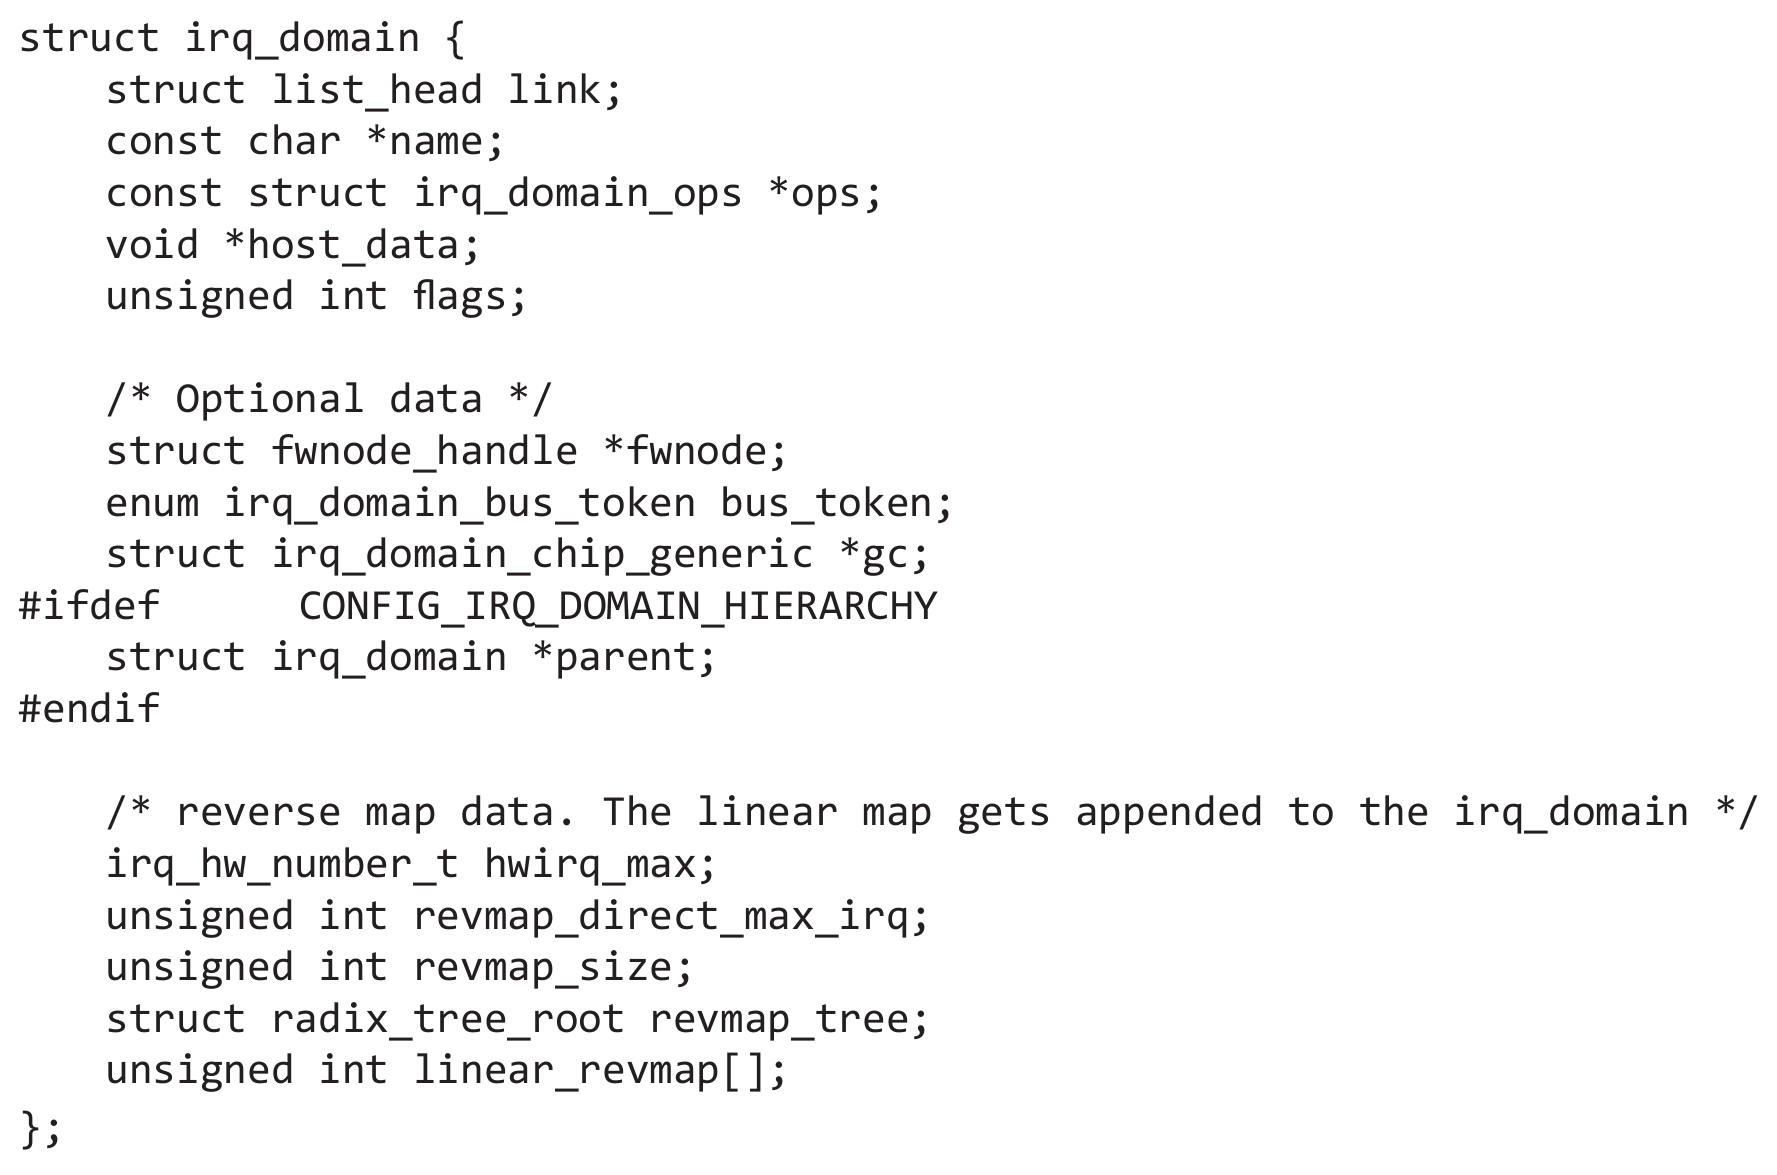 struct irq_domain {
    struct list_head link;
    const char *name;
    const struct irq_domain_ops *ops;
    void *host_data;
    unsigned int flags;

    /* Optional data */
    struct fwnode_handle *fwnode;
    enum irq_domain_bus_token bus_token;
    struct irq_domain_chip_generic *gc;
#ifdef      CONFIG_IRQ_DOMAIN_HIERARCHY
    struct irq_domain *parent;
#endif

    /* reverse map data. The linear map gets appended to the irq_domain */
    irq_hw_number_t hwirq_max;
    unsigned int revmap_direct_max_irq;
    unsigned int revmap_size;
    struct radix_tree_root revmap_tree;
    unsigned int linear_revmap[];
};